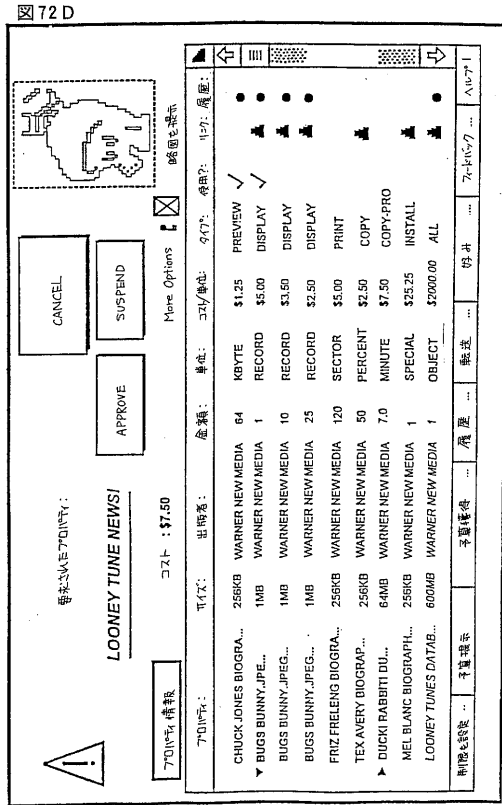 図72D
要求されたプロパティ:
LOONEY TUNE NEWS!
コスト : $7.50
プロパティ情報
APPROVE
CANCEL
SUSPEND
More Options
略図を提示
プロパティ: サイズ: 出版者: 金額: 単位: コスト/単位: タイプ: 使用?: リンク: 履歴:
CHUCK JONES BIOGRA... 256KB WARNER NEW MEDIA 64 KBYTE $1.25 PREVIEW ✓
BUGS BUNNY.JPE... 1MB WARNER NEW MEDIA 1 RECORD $5.00 DISPLAY ✓
BUGS BUNNY.JPEG... 1MB WARNER NEW MEDIA 10 RECORD $3.50 DISPLAY
BUGS BUNNY.JPEG... 1MB WARNER NEW MEDIA 25 RECORD $2.50 DISPLAY
FRIZ FRELENG BIOGRA... 256KB WARNER NEW MEDIA 120 SECTOR $5.00 PRINT
TEX AVERY BIOGRAP... 256KB WARNER NEW MEDIA 50 PERCENT $2.50 COPY
DUCKI RABBITI DU... 64MB WARNER NEW MEDIA 7.0 MINUTE $7.50 COPY-PRO
MEL BLANC BIOGRAPH... 256KB WARNER NEW MEDIA 1 SPECIAL $25.25 INSTALL
LOONEY TUNES DATAB... 600MB WARNER NEW MEDIA 1 OBJECT $2000.00 ALL
制限を設定 ... 予算提示 予算獲得 ... 履歴 ... 転送 ... 好み ... フィードバック ... ヘルプ!